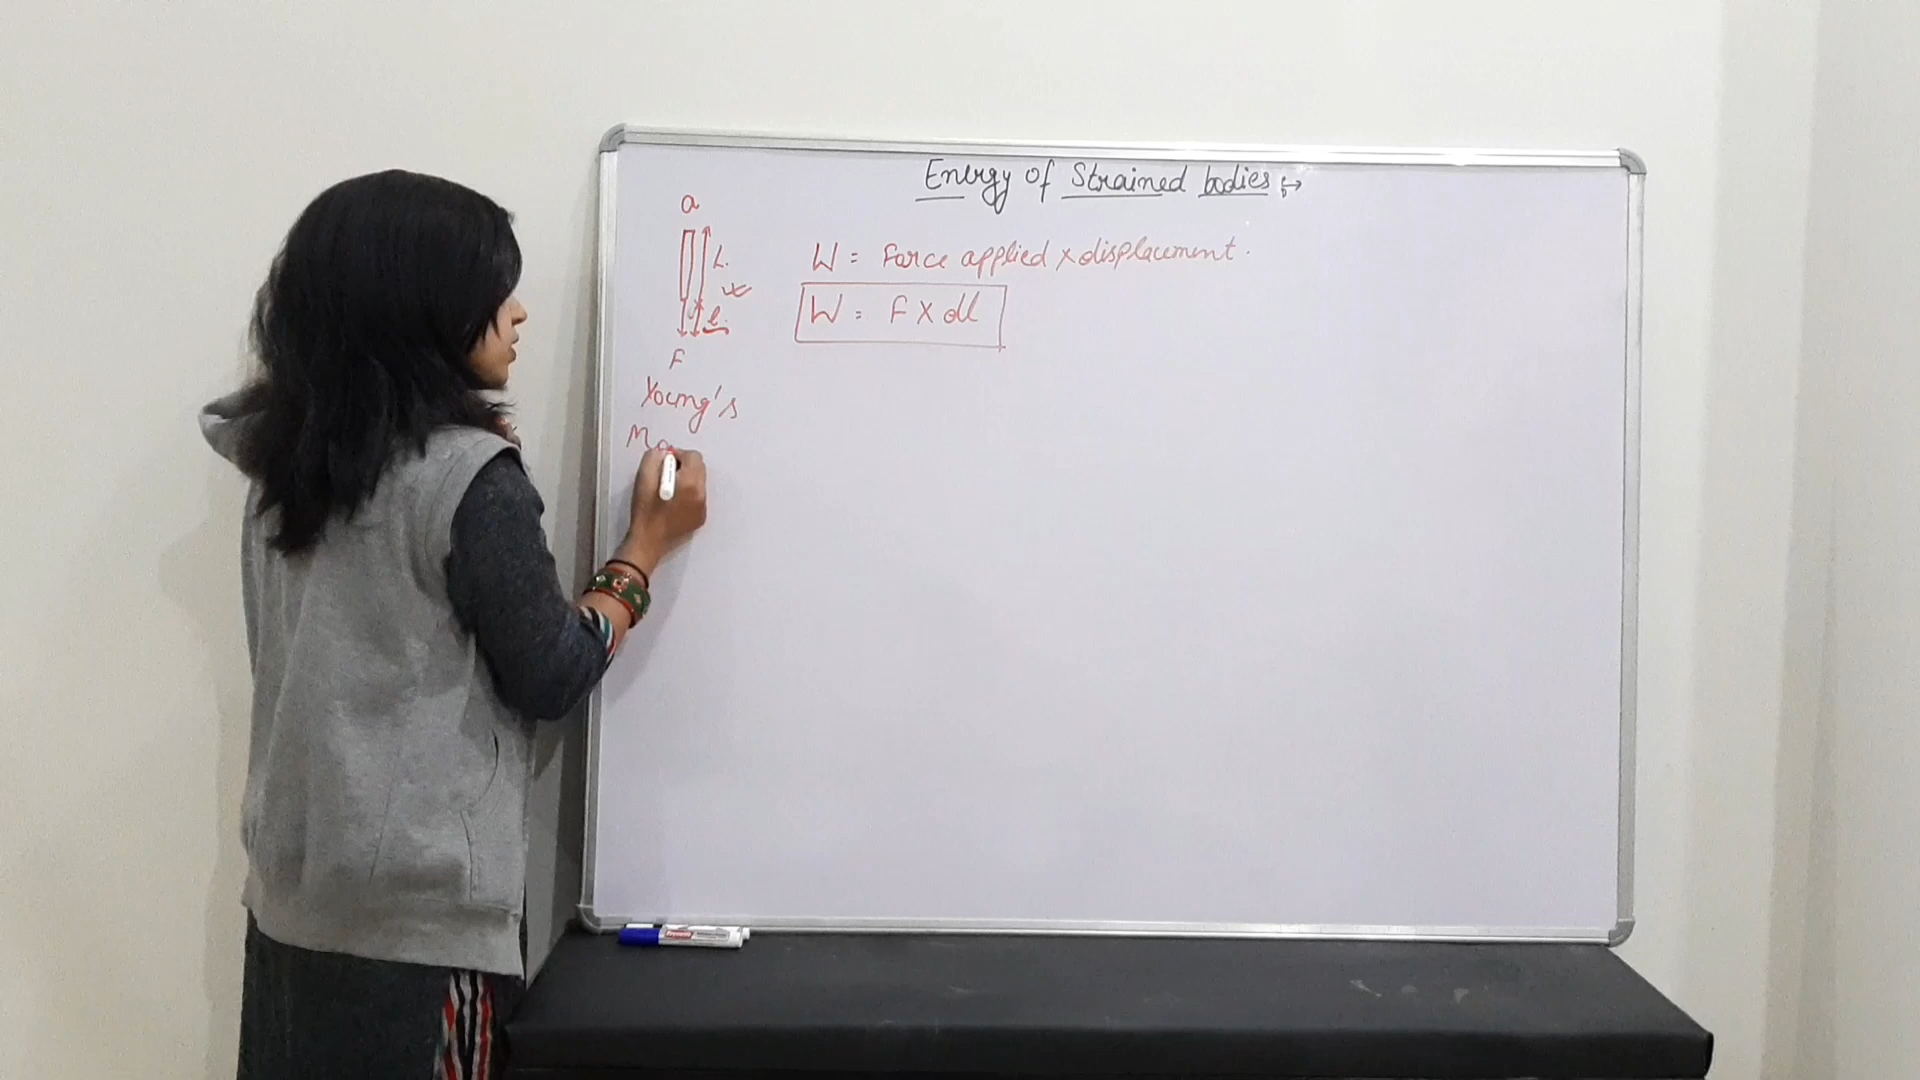 Energy of Strained bodies :→
a
L.
l.
F
W = Force applied × displacement.
W = F × dl
Young's
Mo